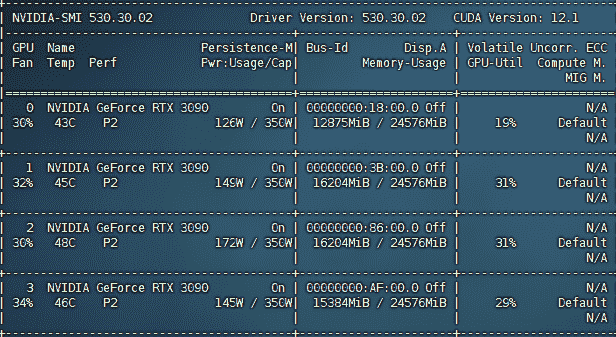 NVIDIA-SMI 530.30.02 Driver Version: 530.30.02 CUDA Version: 12.1
GPU Name Persistence-M| Bus-Id Disp.A | Volatile Uncorr. ECC
Fan Temp Perf Pwr:Usage/Cap| Memory-Usage | GPU-Util Compute M.
MIG M.
0 NVIDIA GeForce RTX 3090 On | 00000000:18:00.0 Off | N/A
30% 43C P2 126W / 350W | 12875MiB / 24576MiB | 19% Default
N/A
1 NVIDIA GeForce RTX 3090 On | 00000000:3B:00.0 Off | N/A
32% 45C P2 149W / 350W | 16204MiB / 24576MiB | 31% Default
N/A
2 NVIDIA GeForce RTX 3090 On | 00000000:86:00.0 Off | N/A
30% 48C P2 172W / 350W | 16204MiB / 24576MiB | 31% Default
N/A
3 NVIDIA GeForce RTX 3090 On | 00000000:AF:00.0 Off | N/A
34% 46C P2 145W / 350W | 15384MiB / 24576MiB | 29% Default
N/A